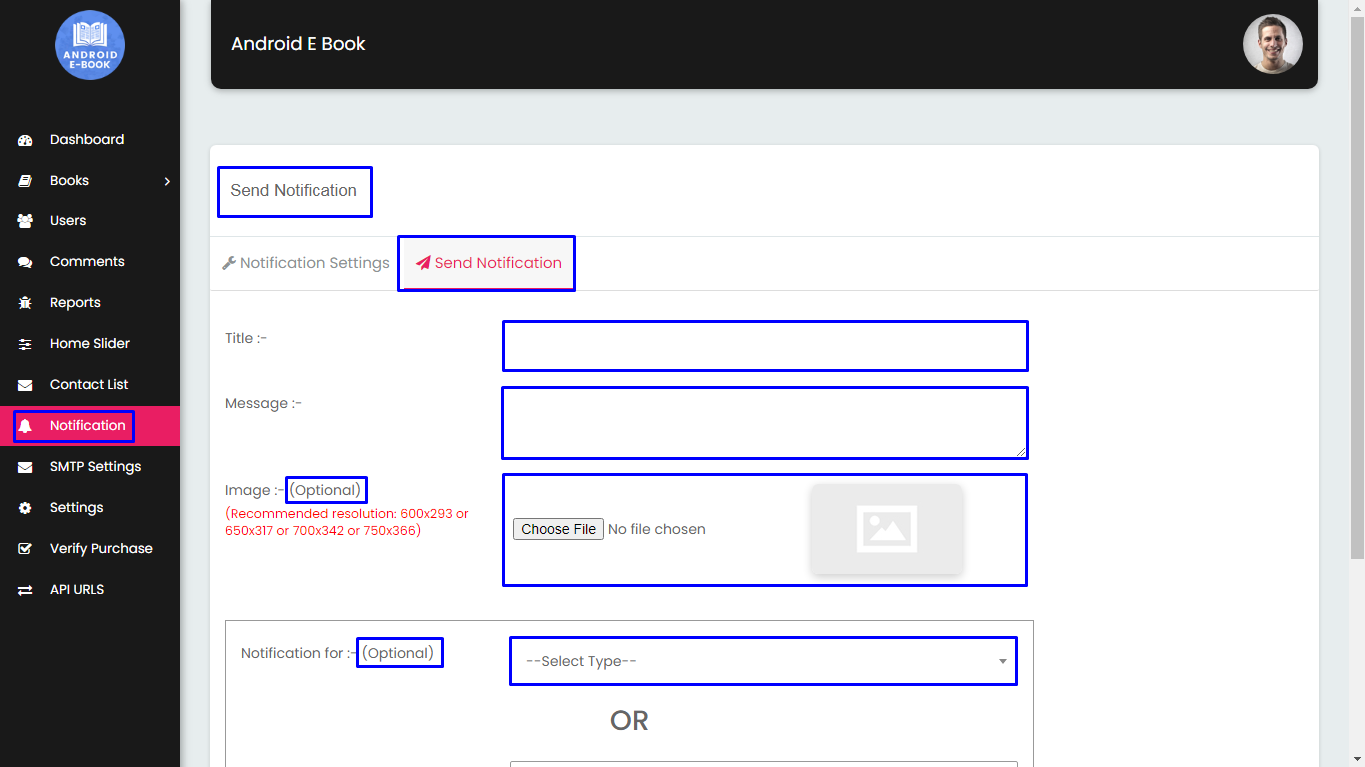 ANDROID
E-BOOK
Android E Book
Dashboard
Books
Users
Comments
Reports
Home Slider
Contact List
Notification
SMTP Settings
Settings
Verify Purchase
API URLS
Send Notification
Notification Settings
Send Notification
Title :-
Message :-
Image :- (Optional)
(Recommended resolution: 600x293 or
650x317 or 700x342 or 750x366)
Choose File No file chosen
Notification for :- (Optional)
--Select Type--
OR